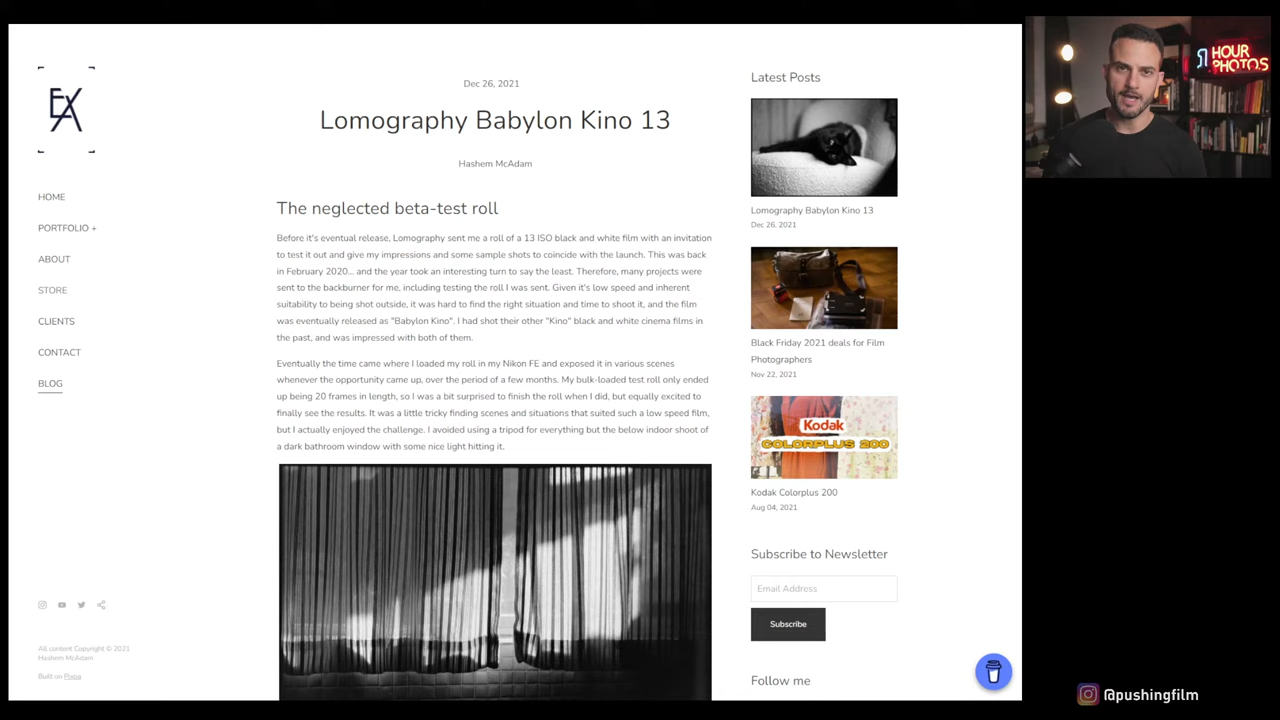 EX
HOME
PORTFOLIO +
ABOUT
STORE
CLIENTS
CONTACT
BLOG
All content Copyright © 2021
Hashem McAdam
Built on Pixpa
Dec 26, 2021
Lomography Babylon Kino 13
Hashem McAdam
The neglected beta-test roll
Before it's eventual release, Lomography sent me a roll of a 13 ISO black and white film with an invitation
to test it out and give my impressions and some sample shots to coincide with the launch. This was back
in February 2020... and the year took an interesting turn to say the least. Therefore, many projects were
sent to the backburner for me, including testing the roll I was sent. Given it's low speed and inherent
suitability to being shot outside, it was hard to find the right situation and time to shoot it, and the film
was eventually released as "Babylon Kino". I had shot their other "Kino" black and white cinema films in
the past, and was impressed with both of them.
Eventually the time came where I loaded my roll in my Nikon FE and exposed it in various scenes
whenever the opportunity came up, over the period of a few months. My bulk-loaded test roll only ended
up being 20 frames in length, so I was a bit surprised to finish the roll when I did, but equally excited to
finally see the results. It was a little tricky finding scenes and situations that suited such a low speed film,
but I actually enjoyed the challenge. I avoided using a tripod for everything but the below indoor shoot of
a dark bathroom window with some nice light hitting it.
Latest Posts
Lomography Babylon Kino 13
Dec 26, 2021
Black Friday 2021 deals for Film
Photographers
Nov 22, 2021
Kodak
COLORPLUS 200
Kodak Colorplus 200
Aug 04, 2021
Subscribe to Newsletter
Email Address
Subscribe
Follow me
1 HOUR
PHOTOS
@pushingfilm